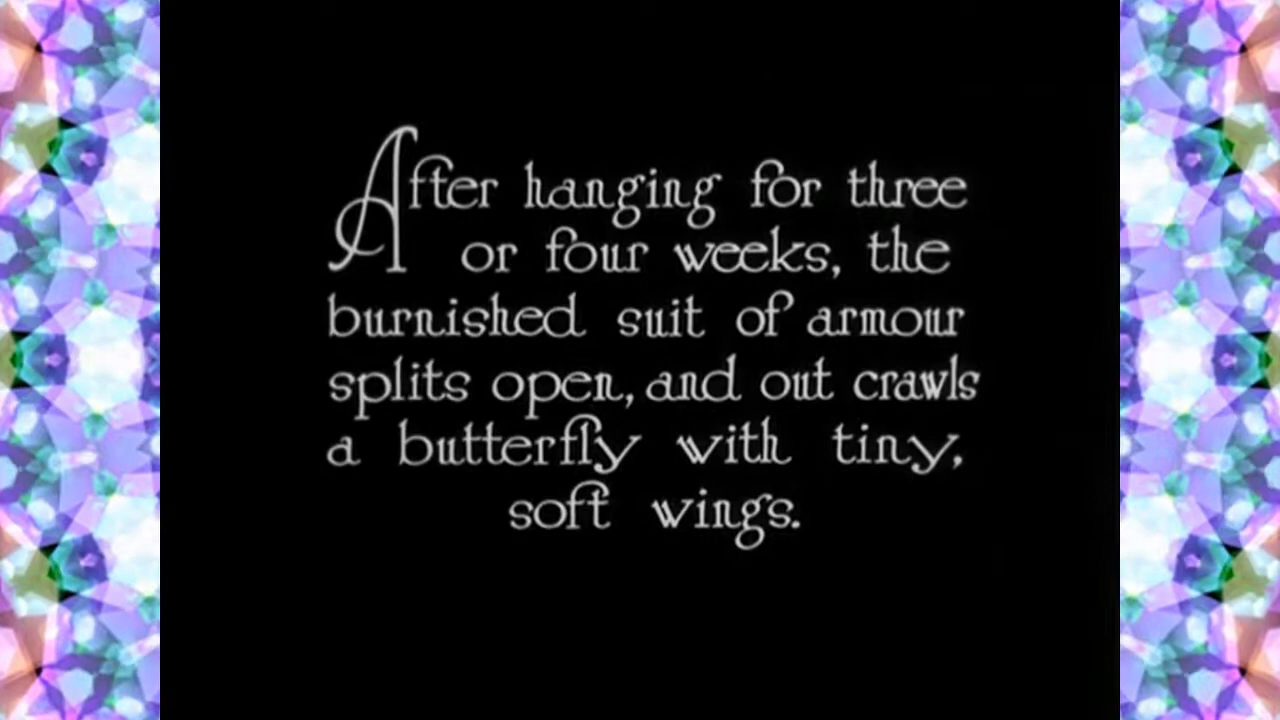 After hanging for three
or four weeks, the
burnished suit of armour
splits open, and out crawls
a butterfly with tiny,
soft wings.